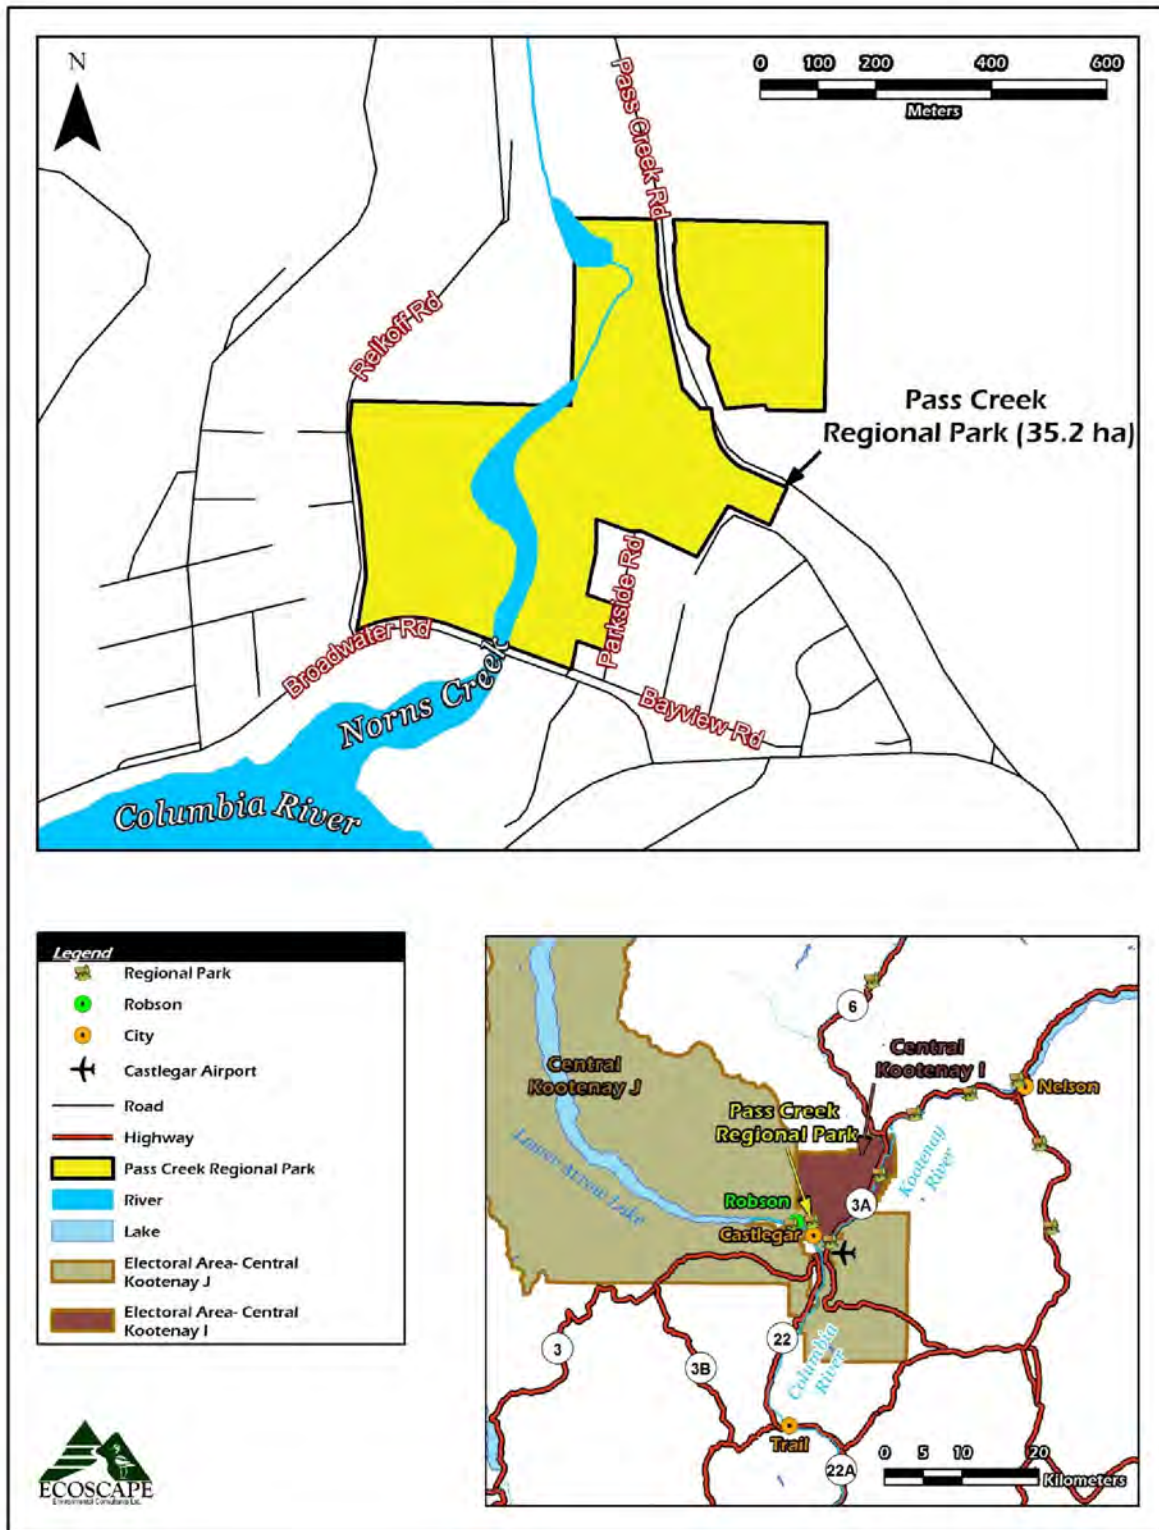 N
0 100 200 400 600
Meters
Pass Creek Rd
Relkoff Rd
Pass Creek
Regional Park (35.2 ha)
Parkside Rd
Broadwater Rd
Norns Creek
Bayview Rd
Columbia River
Legend
Regional Park
Robson
City
Castlegar Airport
Road
Highway
Pass Creek Regional Park
River
Lake
Electoral Area- Central
Kootenay J
Electoral Area- Central
Kootenay I
6
Central
Kootenay I
Central
Kootenay J
Nelson
Pass Creek
Regional Park
Kootenay
River
Lower Arrow Lake
3A
Robson
Castlegar
22
3
3B
Columbia
River
Trail
22A
0 5 10 20
Kilometers
ECOSCAPE
Environmental Consultants Ltd.